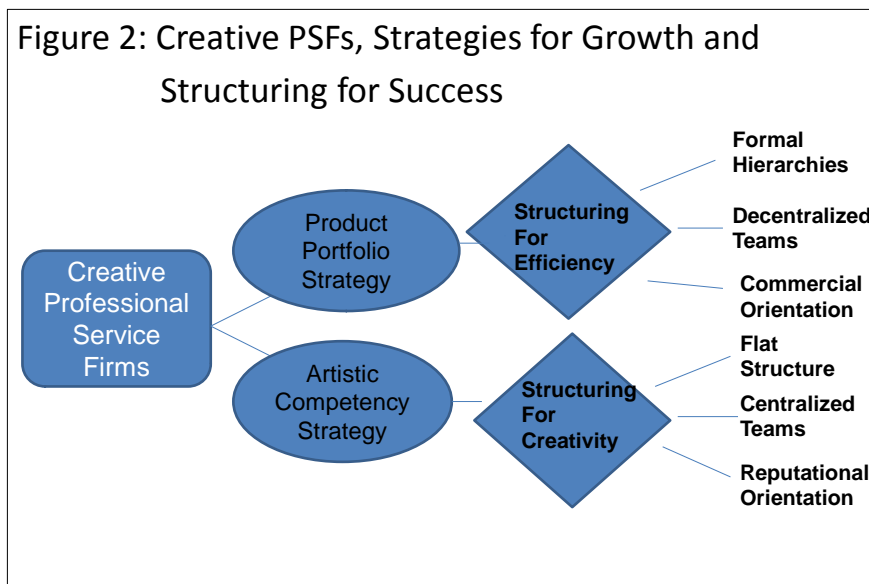 Figure 2: Creative PSFs, Strategies for Growth and
Structuring for Success
Creative
Professional
Service
Firms
Product
Portfolio
Strategy
Structuring
For
Efficiency
Formal
Hierarchies
Decentralized
Teams
Commercial
Orientation
Artistic
Competency
Strategy
Structuring
For
Creativity
Flat
Structure
Centralized
Teams
Reputational
Orientation